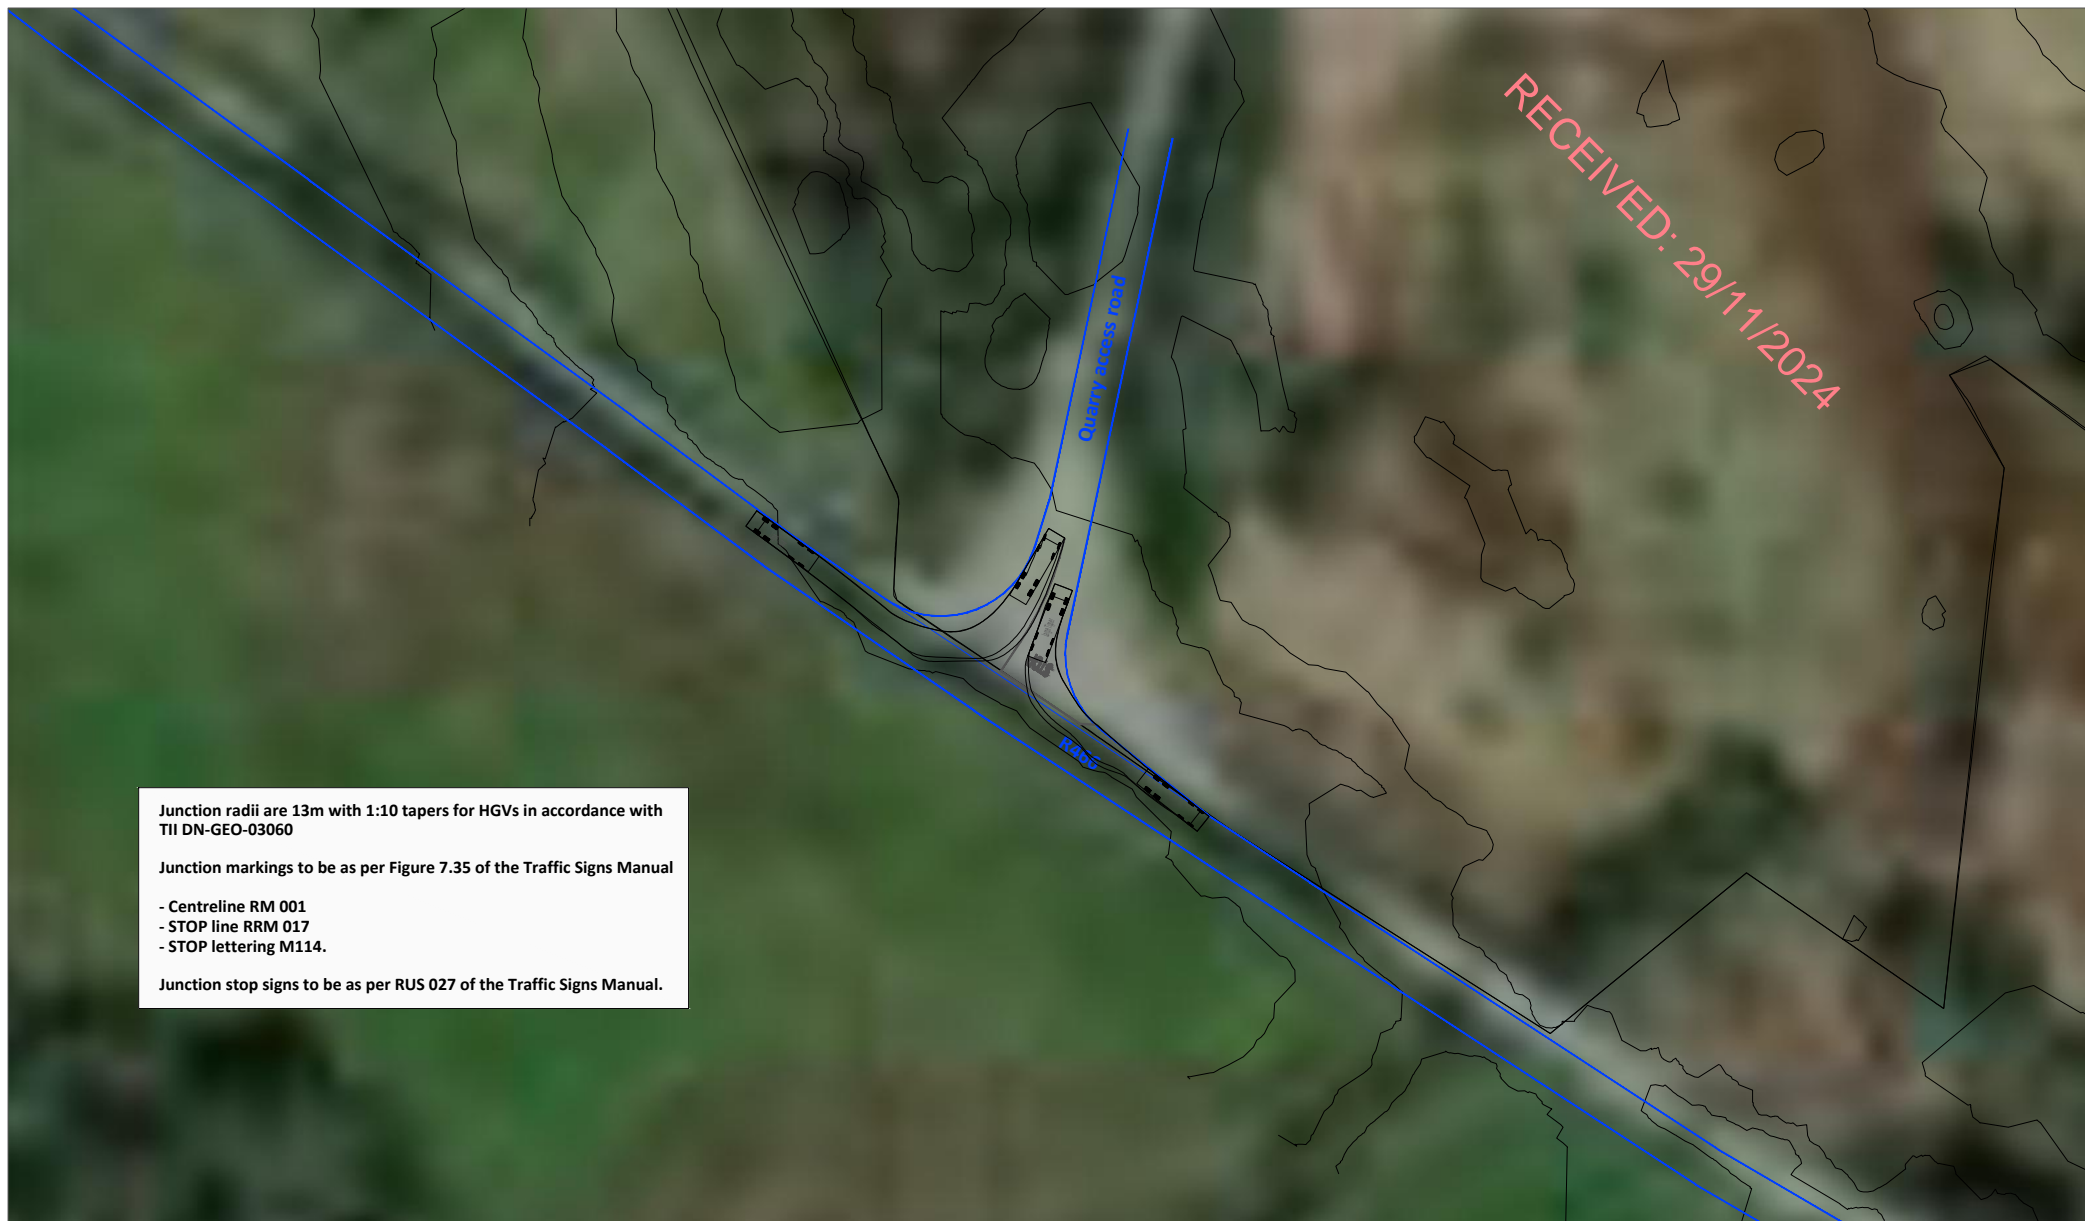 RECEIVED: 29/11/2024
Quarry access road
Junction radii are 13m with 1:10 tapers for HGVs in accordance with
TII DN-GEO-03060
Junction markings to be as per Figure 7.35 of the Traffic Signs Manual
- Centreline RM 001
- STOP line RRM 017
- STOP lettering M114.
Junction stop signs to be as per RUS 027 of the Traffic Signs Manual.